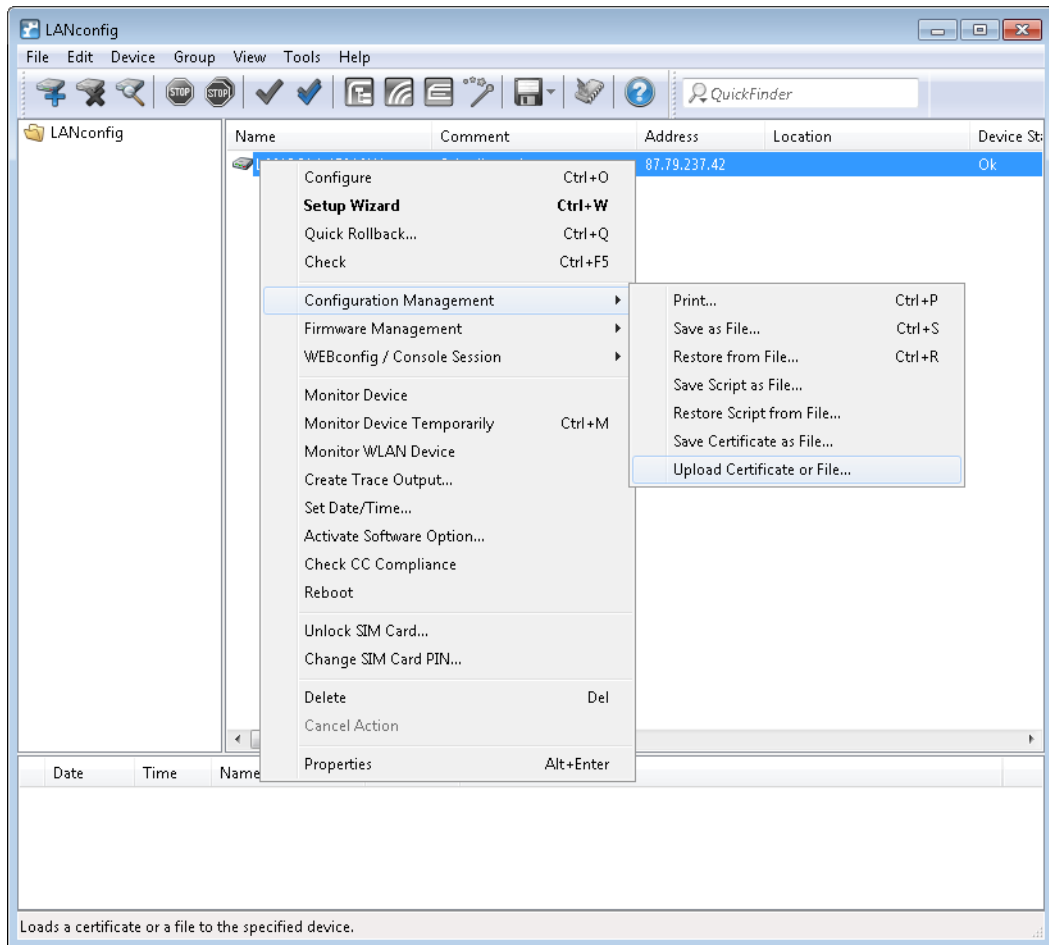 LANconfig
File Edit Device Group View Tools Help
STOP STOP QuickFinder
LANconfig
Name Comment Address Location Device Sta
87.79.237.42 Ok
Configure Ctrl+O
Setup Wizard Ctrl+W
Quick Rollback... Ctrl+Q
Check Ctrl+F5
Configuration Management
Firmware Management
WEBconfig / Console Session
Monitor Device
Monitor Device Temporarily Ctrl+M
Monitor WLAN Device
Create Trace Output...
Set Date/Time...
Activate Software Option...
Check CC Compliance
Reboot
Unlock SIM Card...
Change SIM Card PIN...
Delete Del
Cancel Action
Properties Alt+Enter
Print... Ctrl+P
Save as File... Ctrl+S
Restore from File... Ctrl+R
Save Script as File...
Restore Script from File...
Save Certificate as File...
Upload Certificate or File...
Date Time Name
Loads a certificate or a file to the specified device.